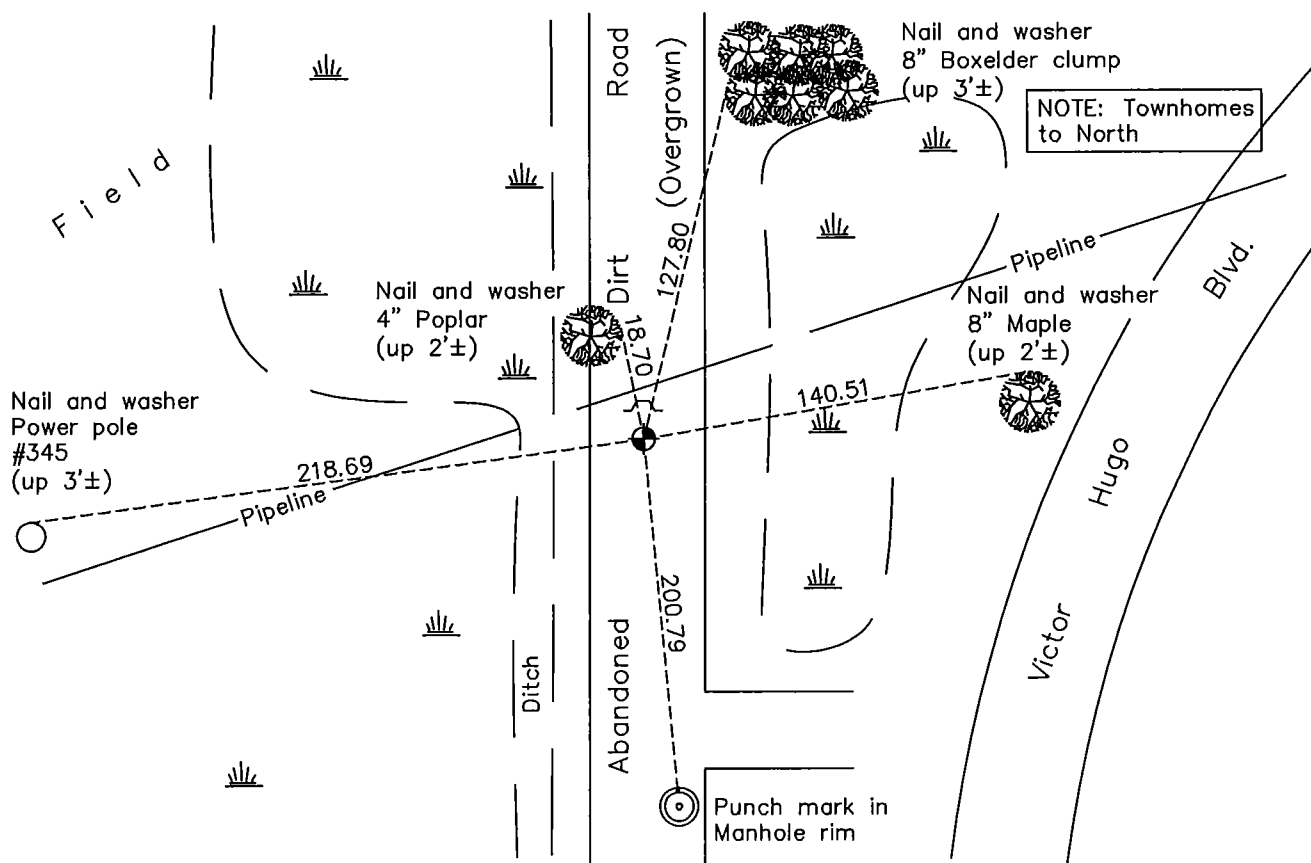 Nail and washer
8" Boxelder clump
(up 3'±)
NOTE: Townhomes
to North
Field
Abandoned Dirt Road
(Overgrown)
127.80
Pipeline
Nail and washer
4" Poplar
(up 2'±)
18.70
Nail and washer
8" Maple
(up 2'±)
140.51
Nail and washer
Power pole
#345
(up 3'±)
218.69
Pipeline
200.79
Ditch
Victor Hugo Blvd.
Punch mark in
Manhole rim